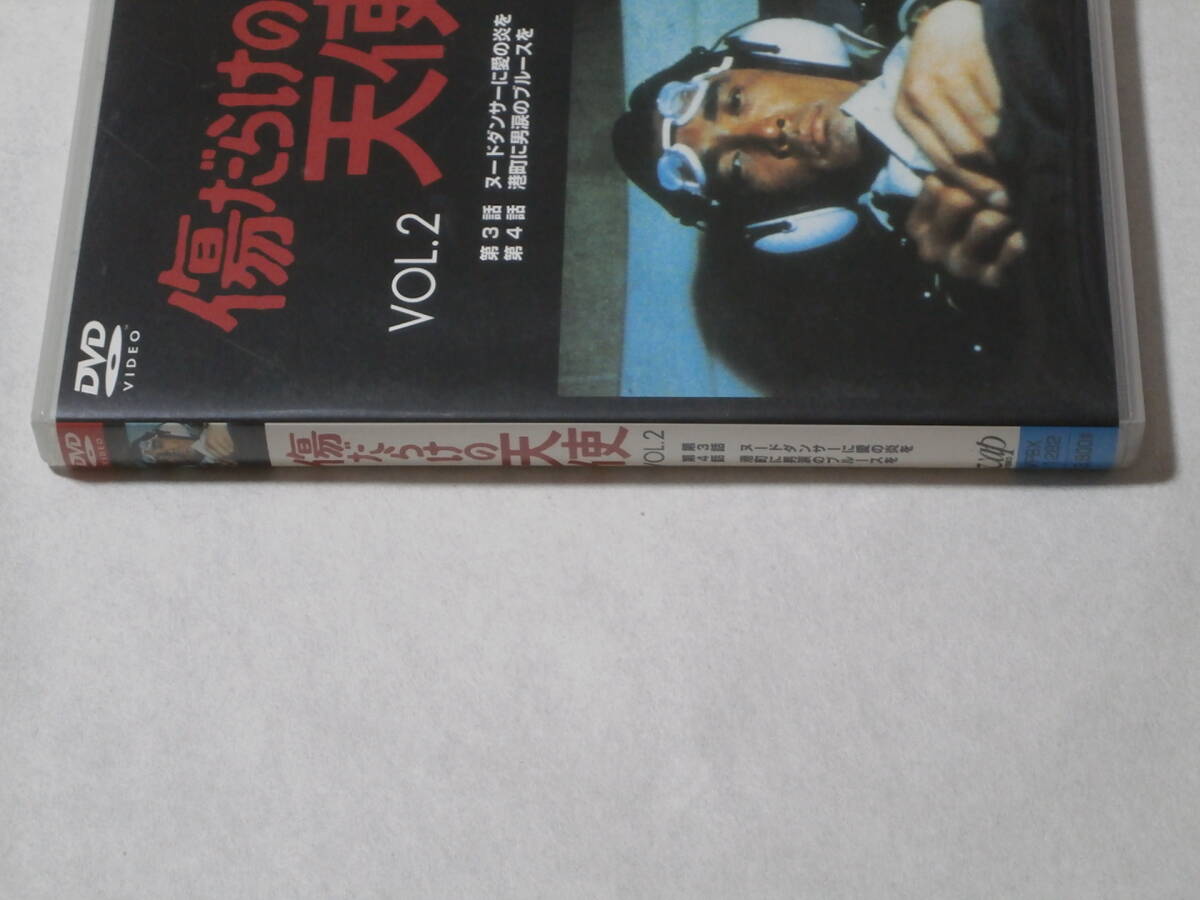 傷だらけの
天使
VOL.2
第3話 ヌードダンサーに愛の炎を
第4話 港町に男涙のブルースを
DVD
VIDEO
DVD
VIDEO
傷だらけの天使
VOL.2
第3話 ヌードダンサーに愛の炎を
第4話 港町に男涙のブルースを